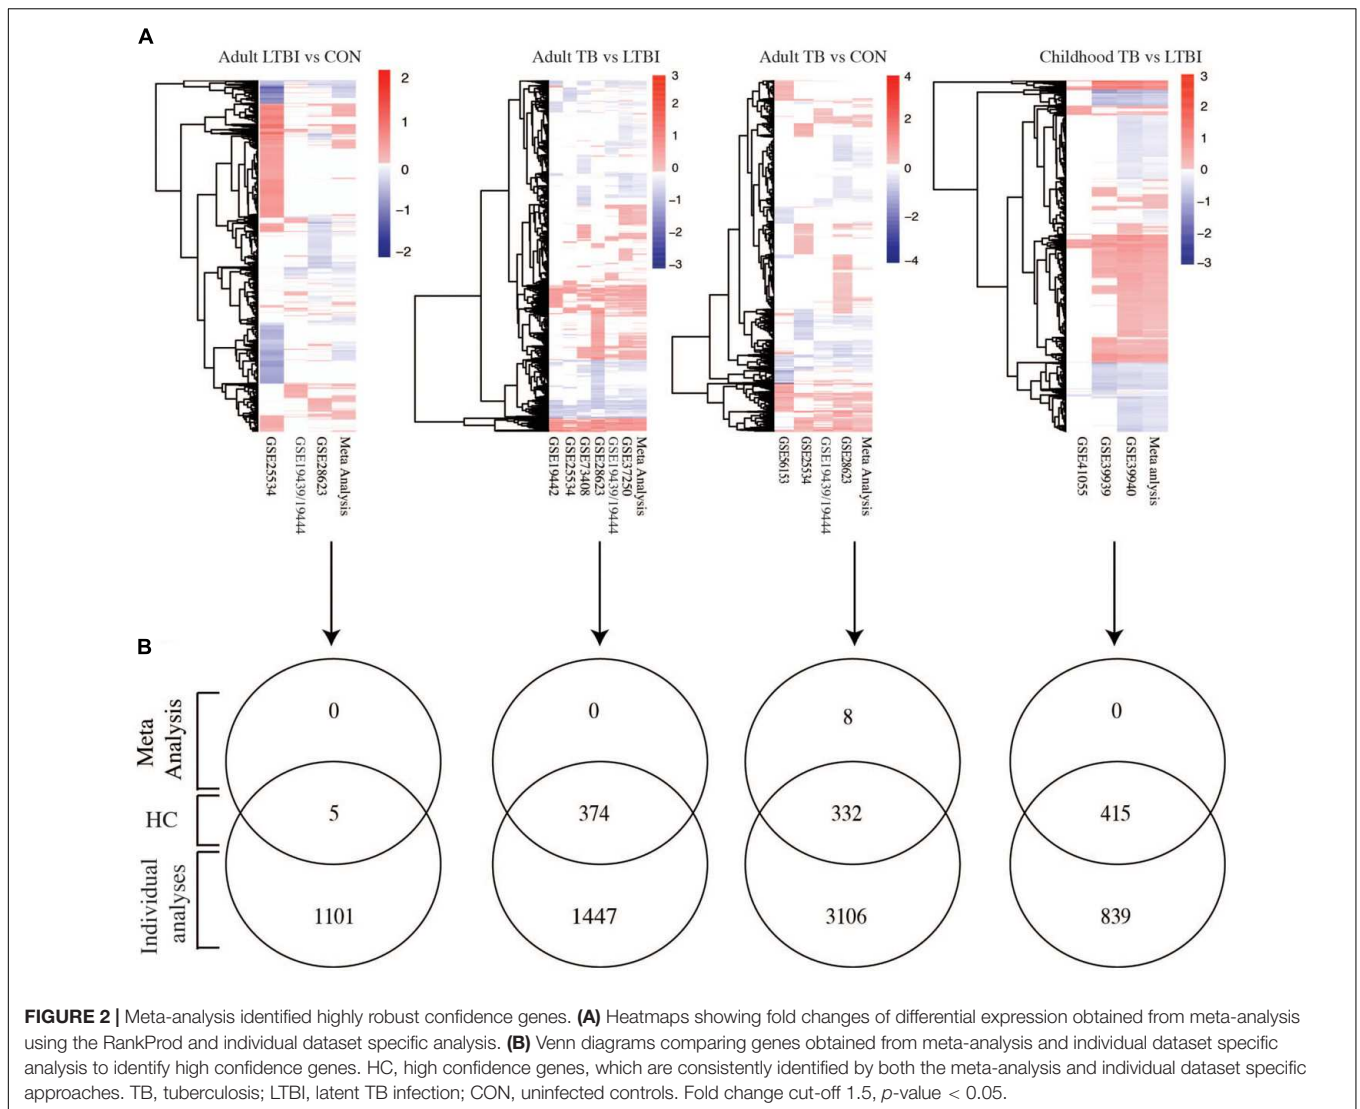 A
Adult LTBI vs CON
Adult TB vs LTBI
Adult TB vs CON
Childhood TB vs LTBI
2
1
0
−1
−2
3
2
1
0
−1
−2
−3
4
2
0
−2
−4
3
2
1
0
−1
−2
−3
GSE25534
GSE19439/19444
GSE28623
Meta Analysis
GSE19442
GSE25534
GSE73408
GSE28623
GSE19439/19444
GSE37250
Meta Analysis
GSE56153
GSE25534
GSE19439/19444
GSE28623
Meta Analysis
GSE41055
GSE39939
GSE39940
Meta anlysis
B
Meta
Analysis
HC
Individual
analyses
0
5
1101
0
374
1447
8
332
3106
0
415
839
FIGURE 2 | Meta-analysis identified highly robust confidence genes. (A) Heatmaps showing fold changes of differential expression obtained from meta-analysis
using the RankProd and individual dataset specific analysis. (B) Venn diagrams comparing genes obtained from meta-analysis and individual dataset specific
analysis to identify high confidence genes. HC, high confidence genes, which are consistently identified by both the meta-analysis and individual dataset specific
approaches. TB, tuberculosis; LTBI, latent TB infection; CON, uninfected controls. Fold change cut-off 1.5, p-value < 0.05.